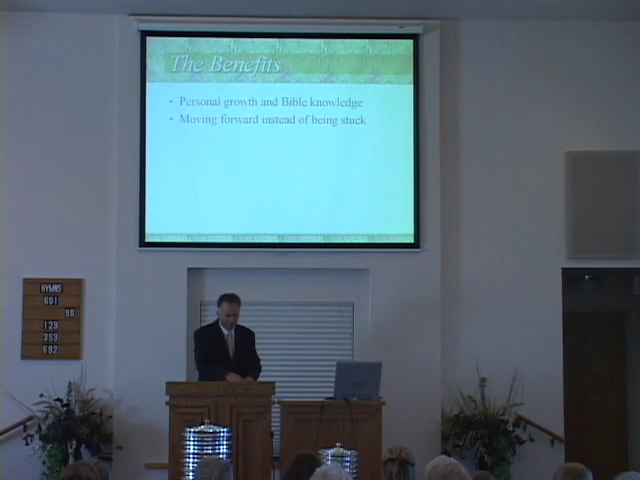 The Benefits
• Personal growth and Bible knowledge
• Moving forward instead of being stuck
HYMNS
601
90
129
353
692